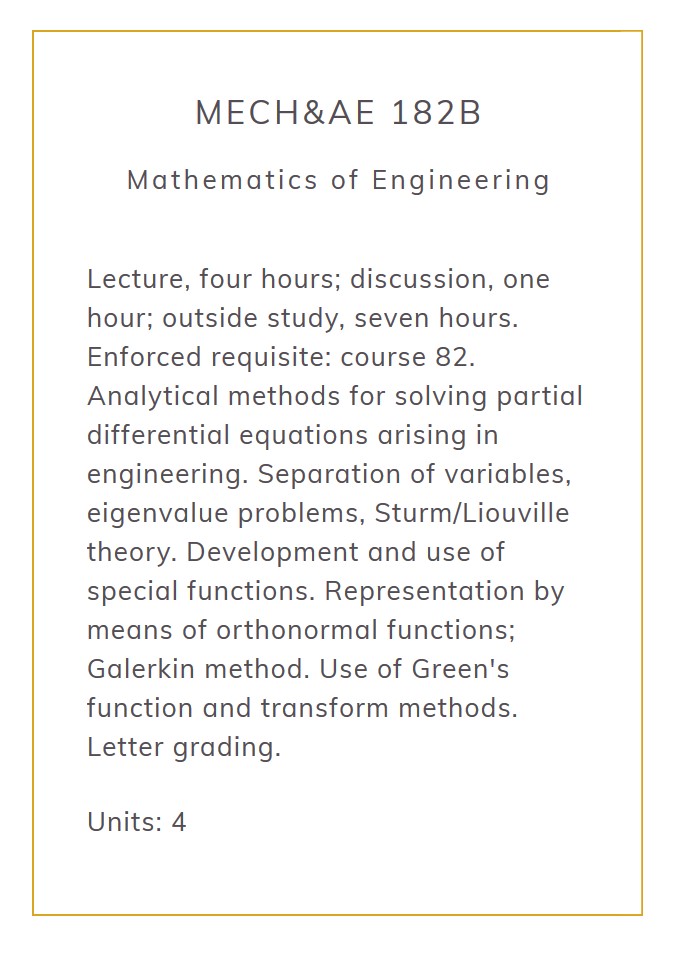 MECH&AE 182B
Mathematics of Engineering
Lecture, four hours; discussion, one
hour; outside study, seven hours.
Enforced requisite: course 82.
Analytical methods for solving partial
differential equations arising in
engineering. Separation of variables,
eigenvalue problems, Sturm/Liouville
theory. Development and use of
special functions. Representation by
means of orthonormal functions;
Galerkin method. Use of Green's
function and transform methods.
Letter grading.
Units: 4